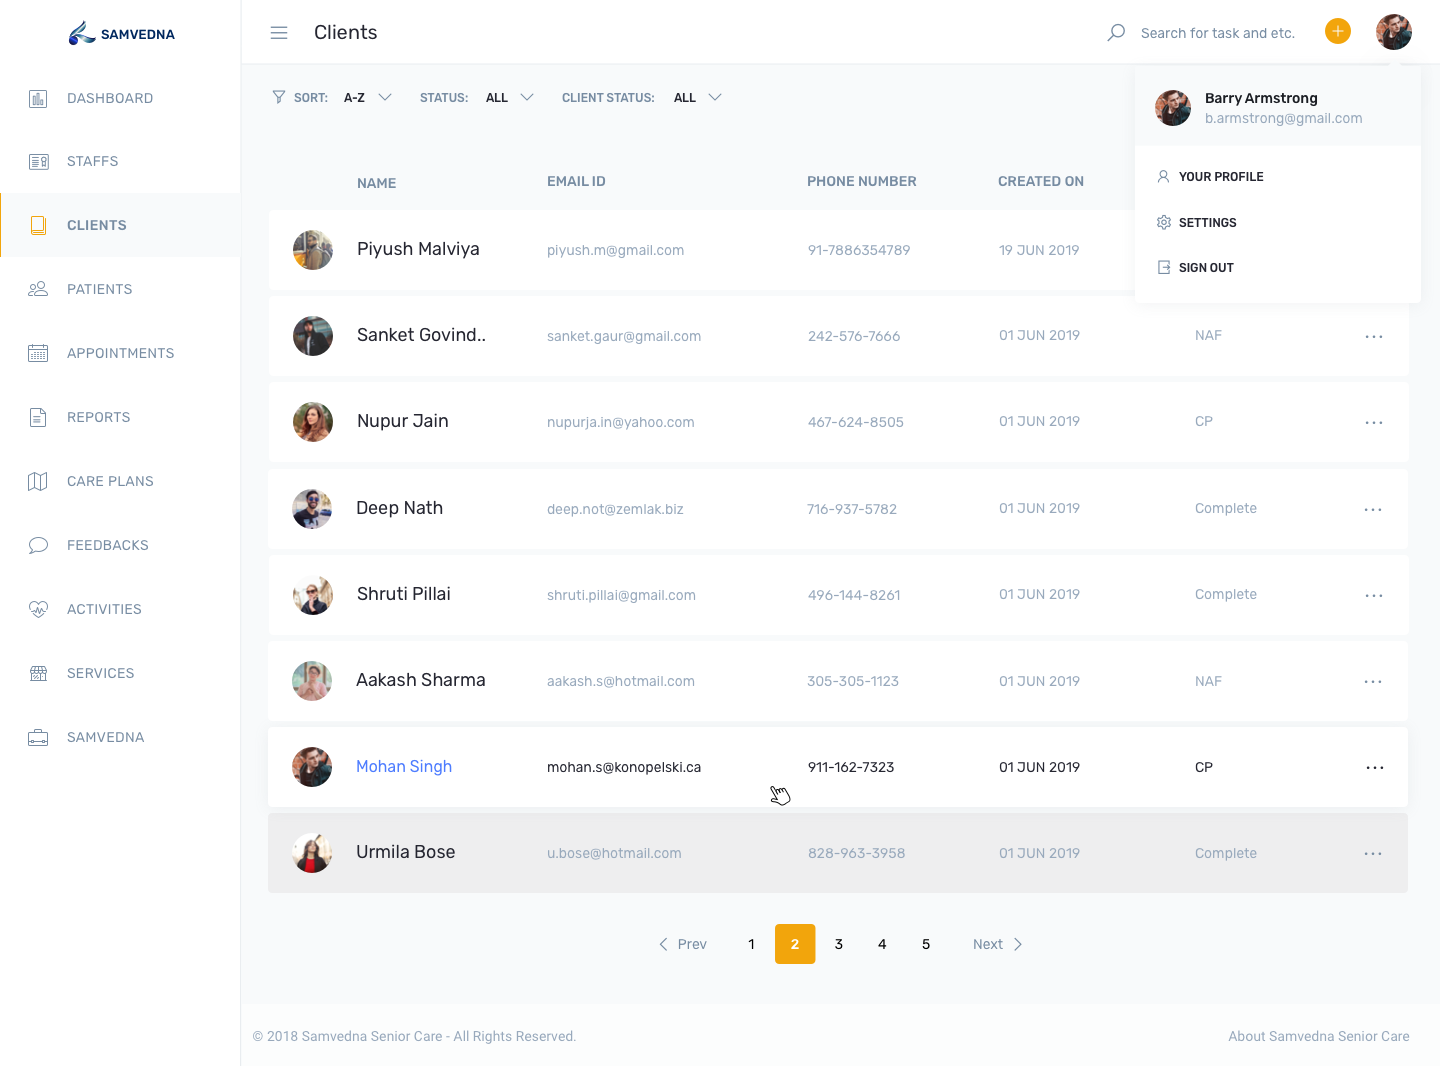 SAMVEDNA
Clients
Search for task and etc.
DASHBOARD
STAFFS
CLIENTS
PATIENTS
APPOINTMENTS
REPORTS
CARE PLANS
FEEDBACKS
ACTIVITIES
SERVICES
SAMVEDNA
SORT: A-Z STATUS: ALL CLIENT STATUS: ALL
Barry Armstrong
b.armstrong@gmail.com
YOUR PROFILE
SETTINGS
SIGN OUT
NAME EMAIL ID PHONE NUMBER CREATED ON
Piyush Malviya piyush.m@gmail.com 91-7886354789 19 JUN 2019
Sanket Govind.. sanket.gaur@gmail.com 242-576-7666 01 JUN 2019 NAF
Nupur Jain nupurja.in@yahoo.com 467-624-8505 01 JUN 2019 CP
Deep Nath deep.not@zemlak.biz 716-937-5782 01 JUN 2019 Complete
Shruti Pillai shruti.pillai@gmail.com 496-144-8261 01 JUN 2019 Complete
Aakash Sharma aakash.s@hotmail.com 305-305-1123 01 JUN 2019 NAF
Mohan Singh mohan.s@konopelski.ca 911-162-7323 01 JUN 2019 CP
Urmila Bose u.bose@hotmail.com 828-963-3958 01 JUN 2019 Complete
Prev 1 2 3 4 5 Next
© 2018 Samvedna Senior Care - All Rights Reserved. About Samvedna Senior Care